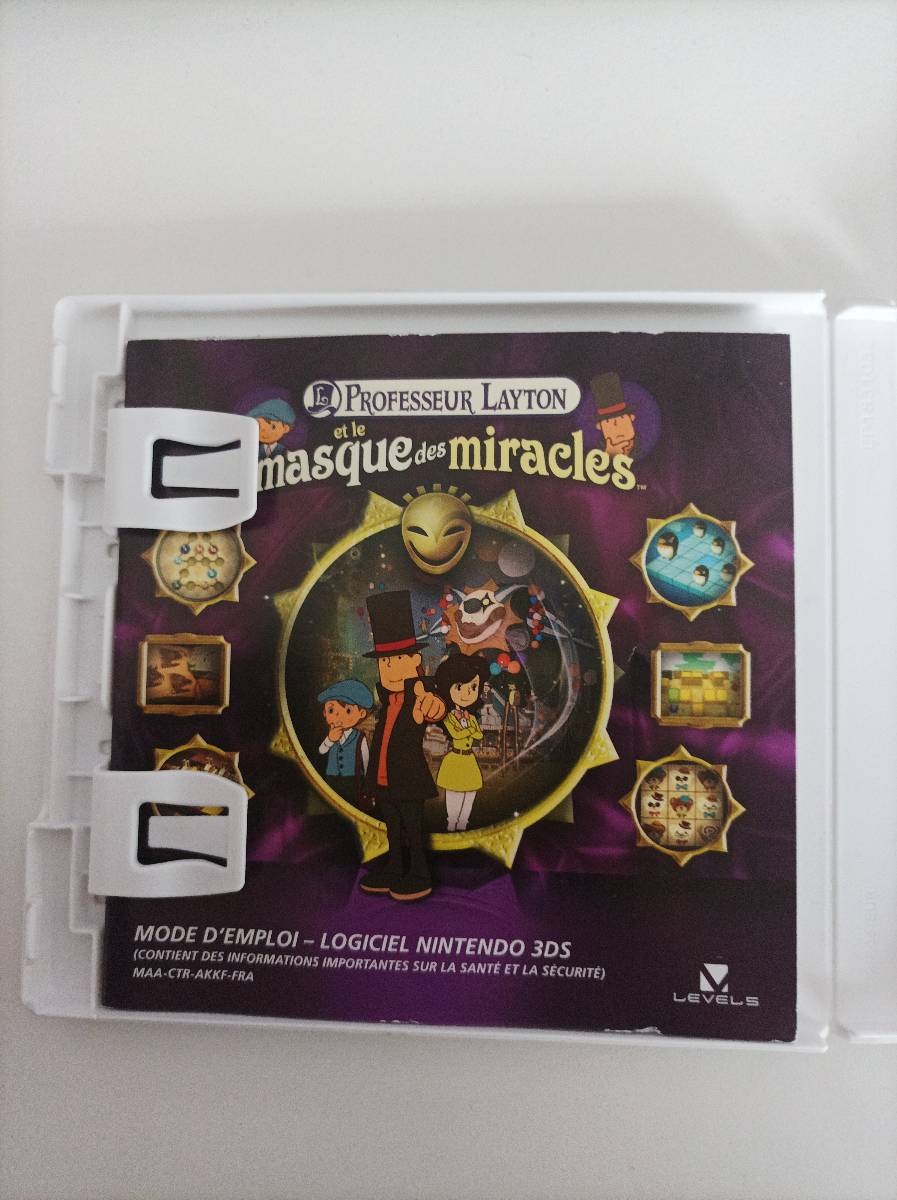 PROFESSEUR LAYTON
et le
masque des miracles™
MODE D'EMPLOI – LOGICIEL NINTENDO 3DS
(CONTIENT DES INFORMATIONS IMPORTANTES SUR LA SANTÉ ET LA SÉCURITÉ)
MAA-CTR-AKKF-FRA
LEVEL5